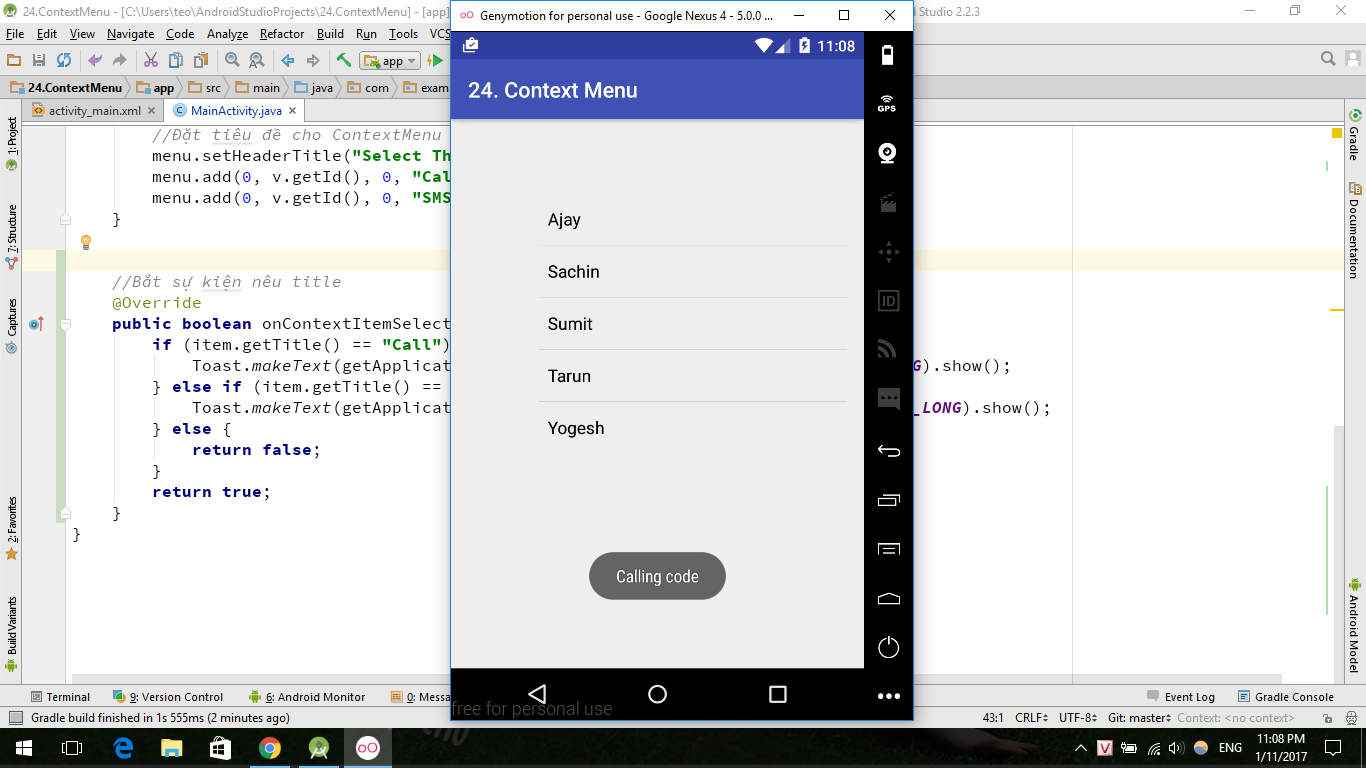 24.ContextMenu - [C:\Users\teo\AndroidStudioProjects\24.ContextMenu] - [app]
Studio 2.2.3
Genymotion for personal use - Google Nexus 4 - 5.0.0 ...
File Edit View Navigate Code Analyze Refactor Build Run Tools VCS
app
24.ContextMenu app src main java com exam
activity_main.xml MainActivity.java
1: Project
7: Structure
Captures
2: Favorites
Build Variants
//Đặt tiêu đề cho ContextMenu
menu.setHeaderTitle("Select Th
menu.add(0, v.getId(), 0, "Cal
menu.add(0, v.getId(), 0, "SMS
}
//Bắt sự kiện nêu title
@Override
public boolean onContextItemSelect
if (item.getTitle() == "Call")
Toast.makeText(getApplicat G).show();
} else if (item.getTitle() ==
Toast.makeText(getApplicat _LONG).show();
} else {
return false;
}
return true;
}
}
11:08
24. Context Menu
Ajay
Sachin
Sumit
Tarun
Yogesh
Calling code
free for personal use
GPS
ID
Gradle
Documentation
Android Model
Terminal 9: Version Control 6: Android Monitor 0: Messa
Event Log Gradle Console
Gradle build finished in 1s 555ms (2 minutes ago)
43:1 CRLF UTF-8 Git: master Context: <no context>
ENG
11:08 PM
1/11/2017